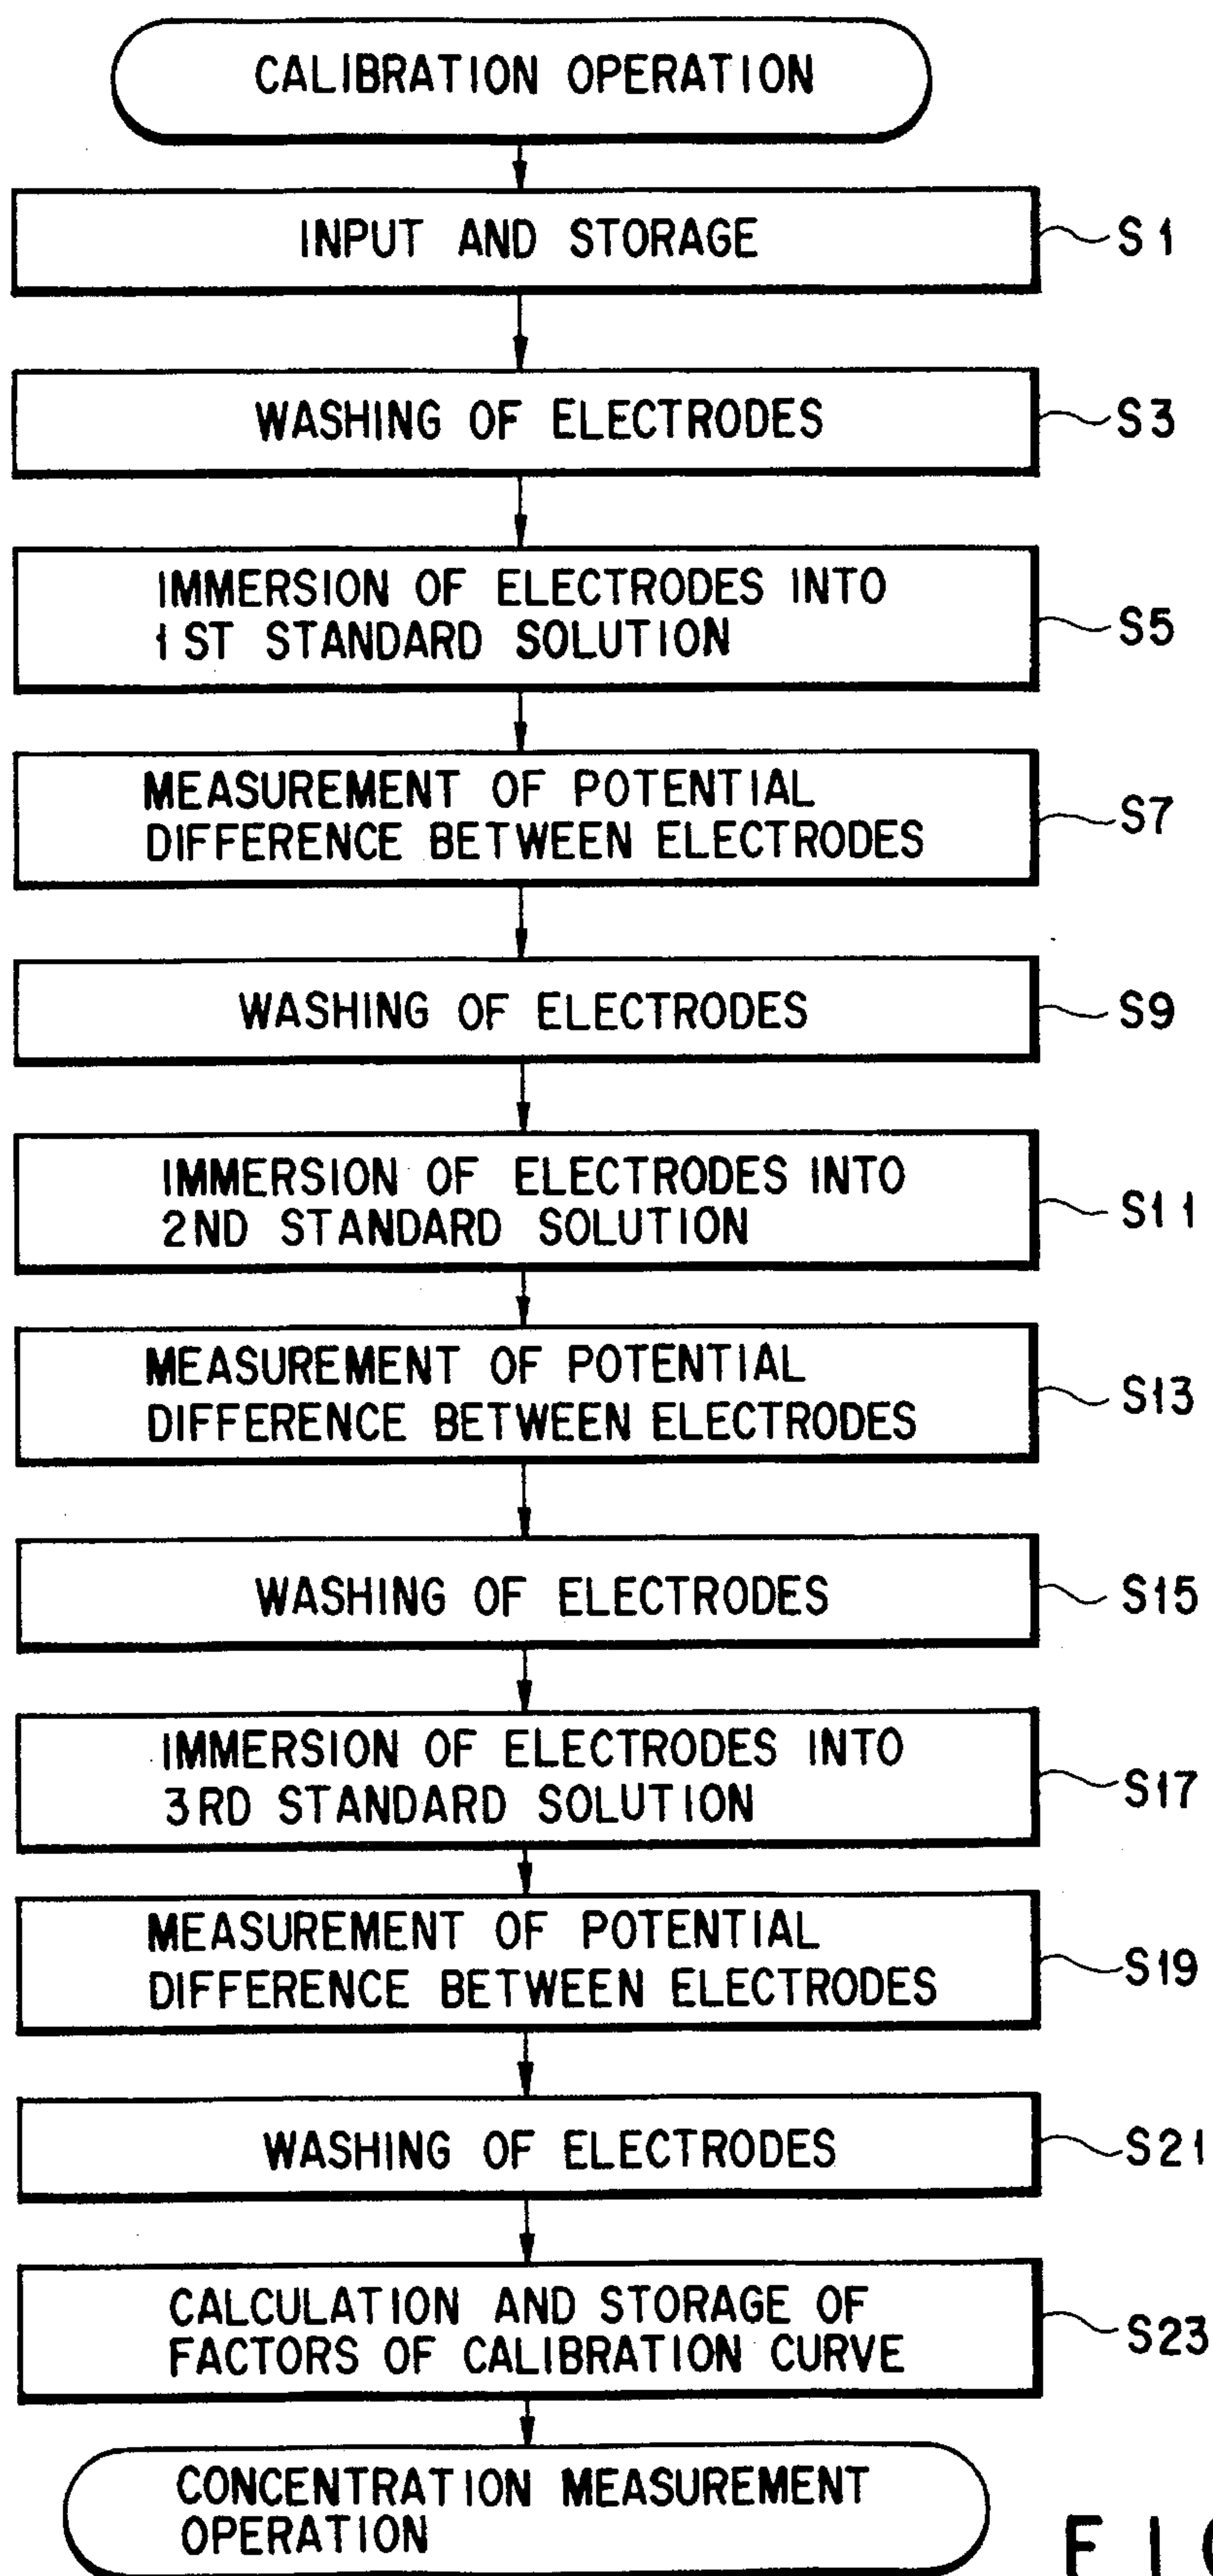 CALIBRATION OPERATION
INPUT AND STORAGE
S1
WASHING OF ELECTRODES
S3
IMMERSION OF ELECTRODES INTO
1ST STANDARD SOLUTION
S5
MEASUREMENT OF POTENTIAL
DIFFERENCE BETWEEN ELECTRODES
S7
WASHING OF ELECTRODES
S9
IMMERSION OF ELECTRODES INTO
2ND STANDARD SOLUTION
S11
MEASUREMENT OF POTENTIAL
DIFFERENCE BETWEEN ELECTRODES
S13
WASHING OF ELECTRODES
S15
IMMERSION OF ELECTRODES INTO
3RD STANDARD SOLUTION
S17
MEASUREMENT OF POTENTIAL
DIFFERENCE BETWEEN ELECTRODES
S19
WASHING OF ELECTRODES
S21
CALCULATION AND STORAGE OF
FACTORS OF CALIBRATION CURVE
S23
CONCENTRATION MEASUREMENT
OPERATION